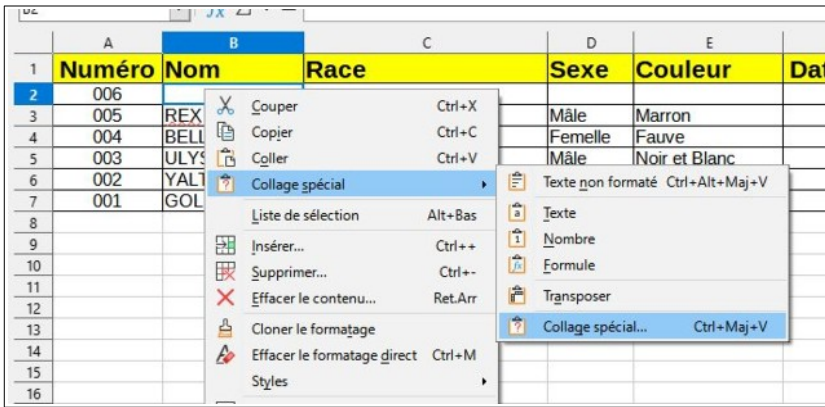 A B C D E
1 Numéro Nom Race Sexe Couleur Dat
2 006
3 005 REX Mâle Marron
4 004 BELL Femelle Fauve
5 003 ULYS Mâle Noir et Blanc
6 002 YALT
7 001 GOL
8
9
10
11
12
13
14
15
16
Couper Ctrl+X
Copier Ctrl+C
Coller Ctrl+V
Collage spécial
Liste de sélection Alt+Bas
Insérer... Ctrl++
Supprimer... Ctrl+-
Effacer le contenu... Ret.Arr
Cloner le formatage
Effacer le formatage direct Ctrl+M
Styles
Texte non formaté Ctrl+Alt+Maj+V
Texte
Nombre
Formule
Transposer
Collage spécial... Ctrl+Maj+V